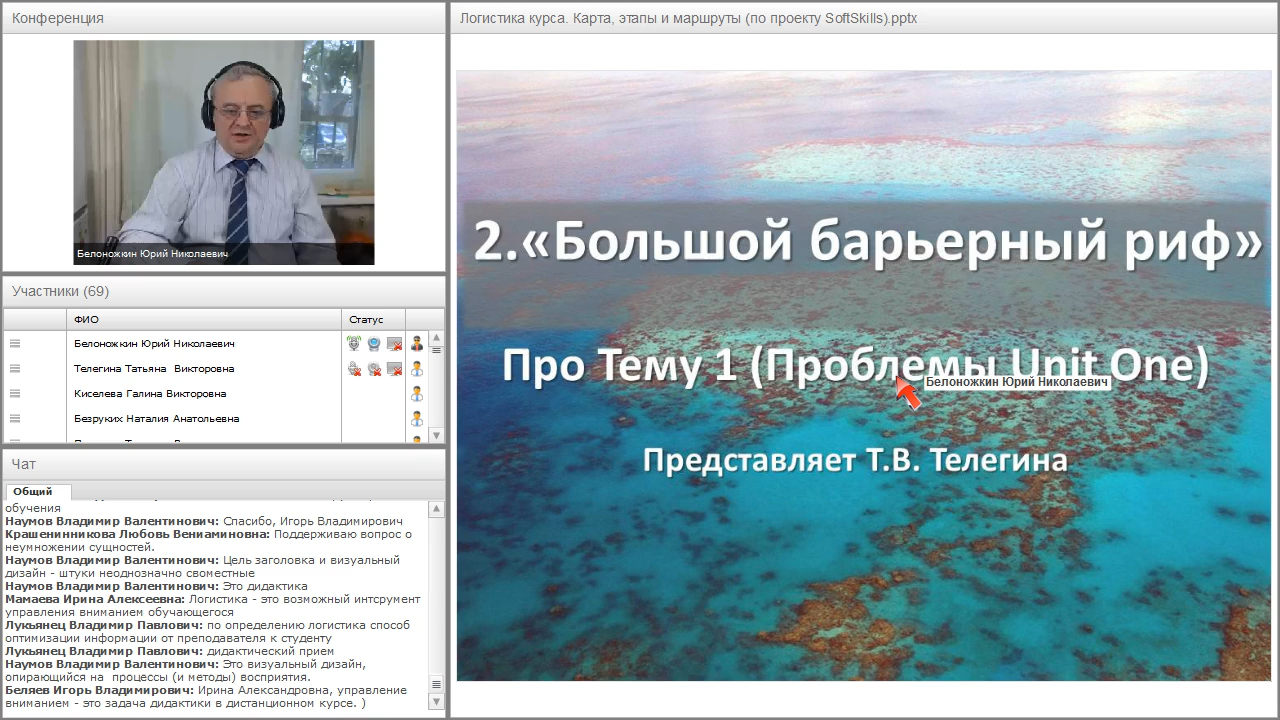 Конференция
Белоножкин Юрий Николаевич
Участники (69)
ФИО
Статус
Белоножкин Юрий Николаевич
Телегина Татьяна Викторовна
Киселева Галина Викторовна
Безруких Наталия Анатольевна
Чат
Общий
обучения
Наумов Владимир Валентинович: Спасибо, Игорь Владимирович
Крашенинникова Любовь Вениаминовна: Поддерживаю вопрос о
неумножении сущностей.
Наумов Владимир Валентинович: Цель заголовка и визуальный
дизайн - штуки неоднозначно своместные
Наумов Владимир Валентинович: Это дидактика
Мамаева Ирина Алексеевна: Логистика - это возможный интсрумент
управления вниманием обучающегося
Лукьянец Владимир Павлович: по определению логистика способ
оптимизации информации от преподавателя к студенту
Лукьянец Владимир Павлович: дидактический прием
Наумов Владимир Валентинович: Это визуальный дизайн,
опирающийся на процессы (и методы) восприятия.
Беляев Игорь Владимирович: Ирина Александровна, управление
вниманием - это задача дидактики в дистанционном курсе. )
Логистика курса. Карта, этапы и маршруты (по проекту SoftSkills).pptx
2.«Большой барьерный риф»
Про Тему 1 (Проблемы Unit One)
Белоножкин Юрий Николаевич
Представляет Т.В. Телегина